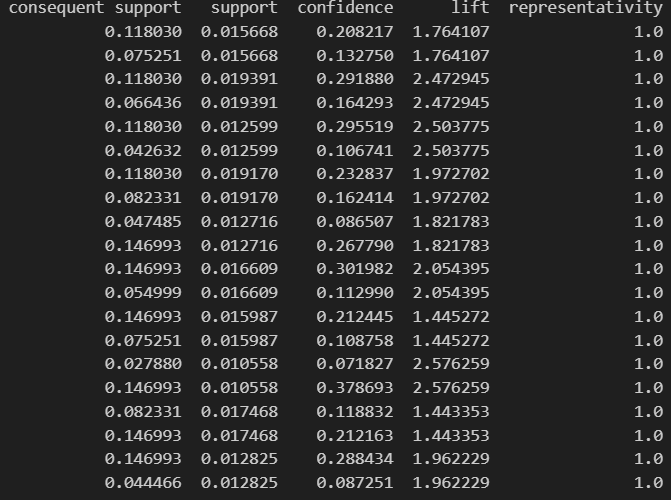 consequent support support confidence lift representativity
0.118030 0.015668 0.208217 1.764107 1.0
0.075251 0.015668 0.132750 1.764107 1.0
0.118030 0.019391 0.291880 2.472945 1.0
0.066436 0.019391 0.164293 2.472945 1.0
0.118030 0.012599 0.295519 2.503775 1.0
0.042632 0.012599 0.106741 2.503775 1.0
0.118030 0.019170 0.232837 1.972702 1.0
0.082331 0.019170 0.162414 1.972702 1.0
0.047485 0.012716 0.086507 1.821783 1.0
0.146993 0.012716 0.267790 1.821783 1.0
0.146993 0.016609 0.301982 2.054395 1.0
0.054999 0.016609 0.112990 2.054395 1.0
0.146993 0.015987 0.212445 1.445272 1.0
0.075251 0.015987 0.108758 1.445272 1.0
0.027880 0.010558 0.071827 2.576259 1.0
0.146993 0.010558 0.378693 2.576259 1.0
0.082331 0.017468 0.118832 1.443353 1.0
0.146993 0.017468 0.212163 1.443353 1.0
0.146993 0.012825 0.288434 1.962229 1.0
0.044466 0.012825 0.087251 1.962229 1.0